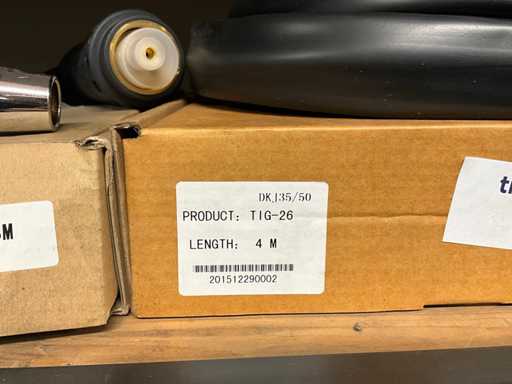 DKJ35/50
PRODUCT: TIG-26
LENGTH: 4 M
201512290002
M